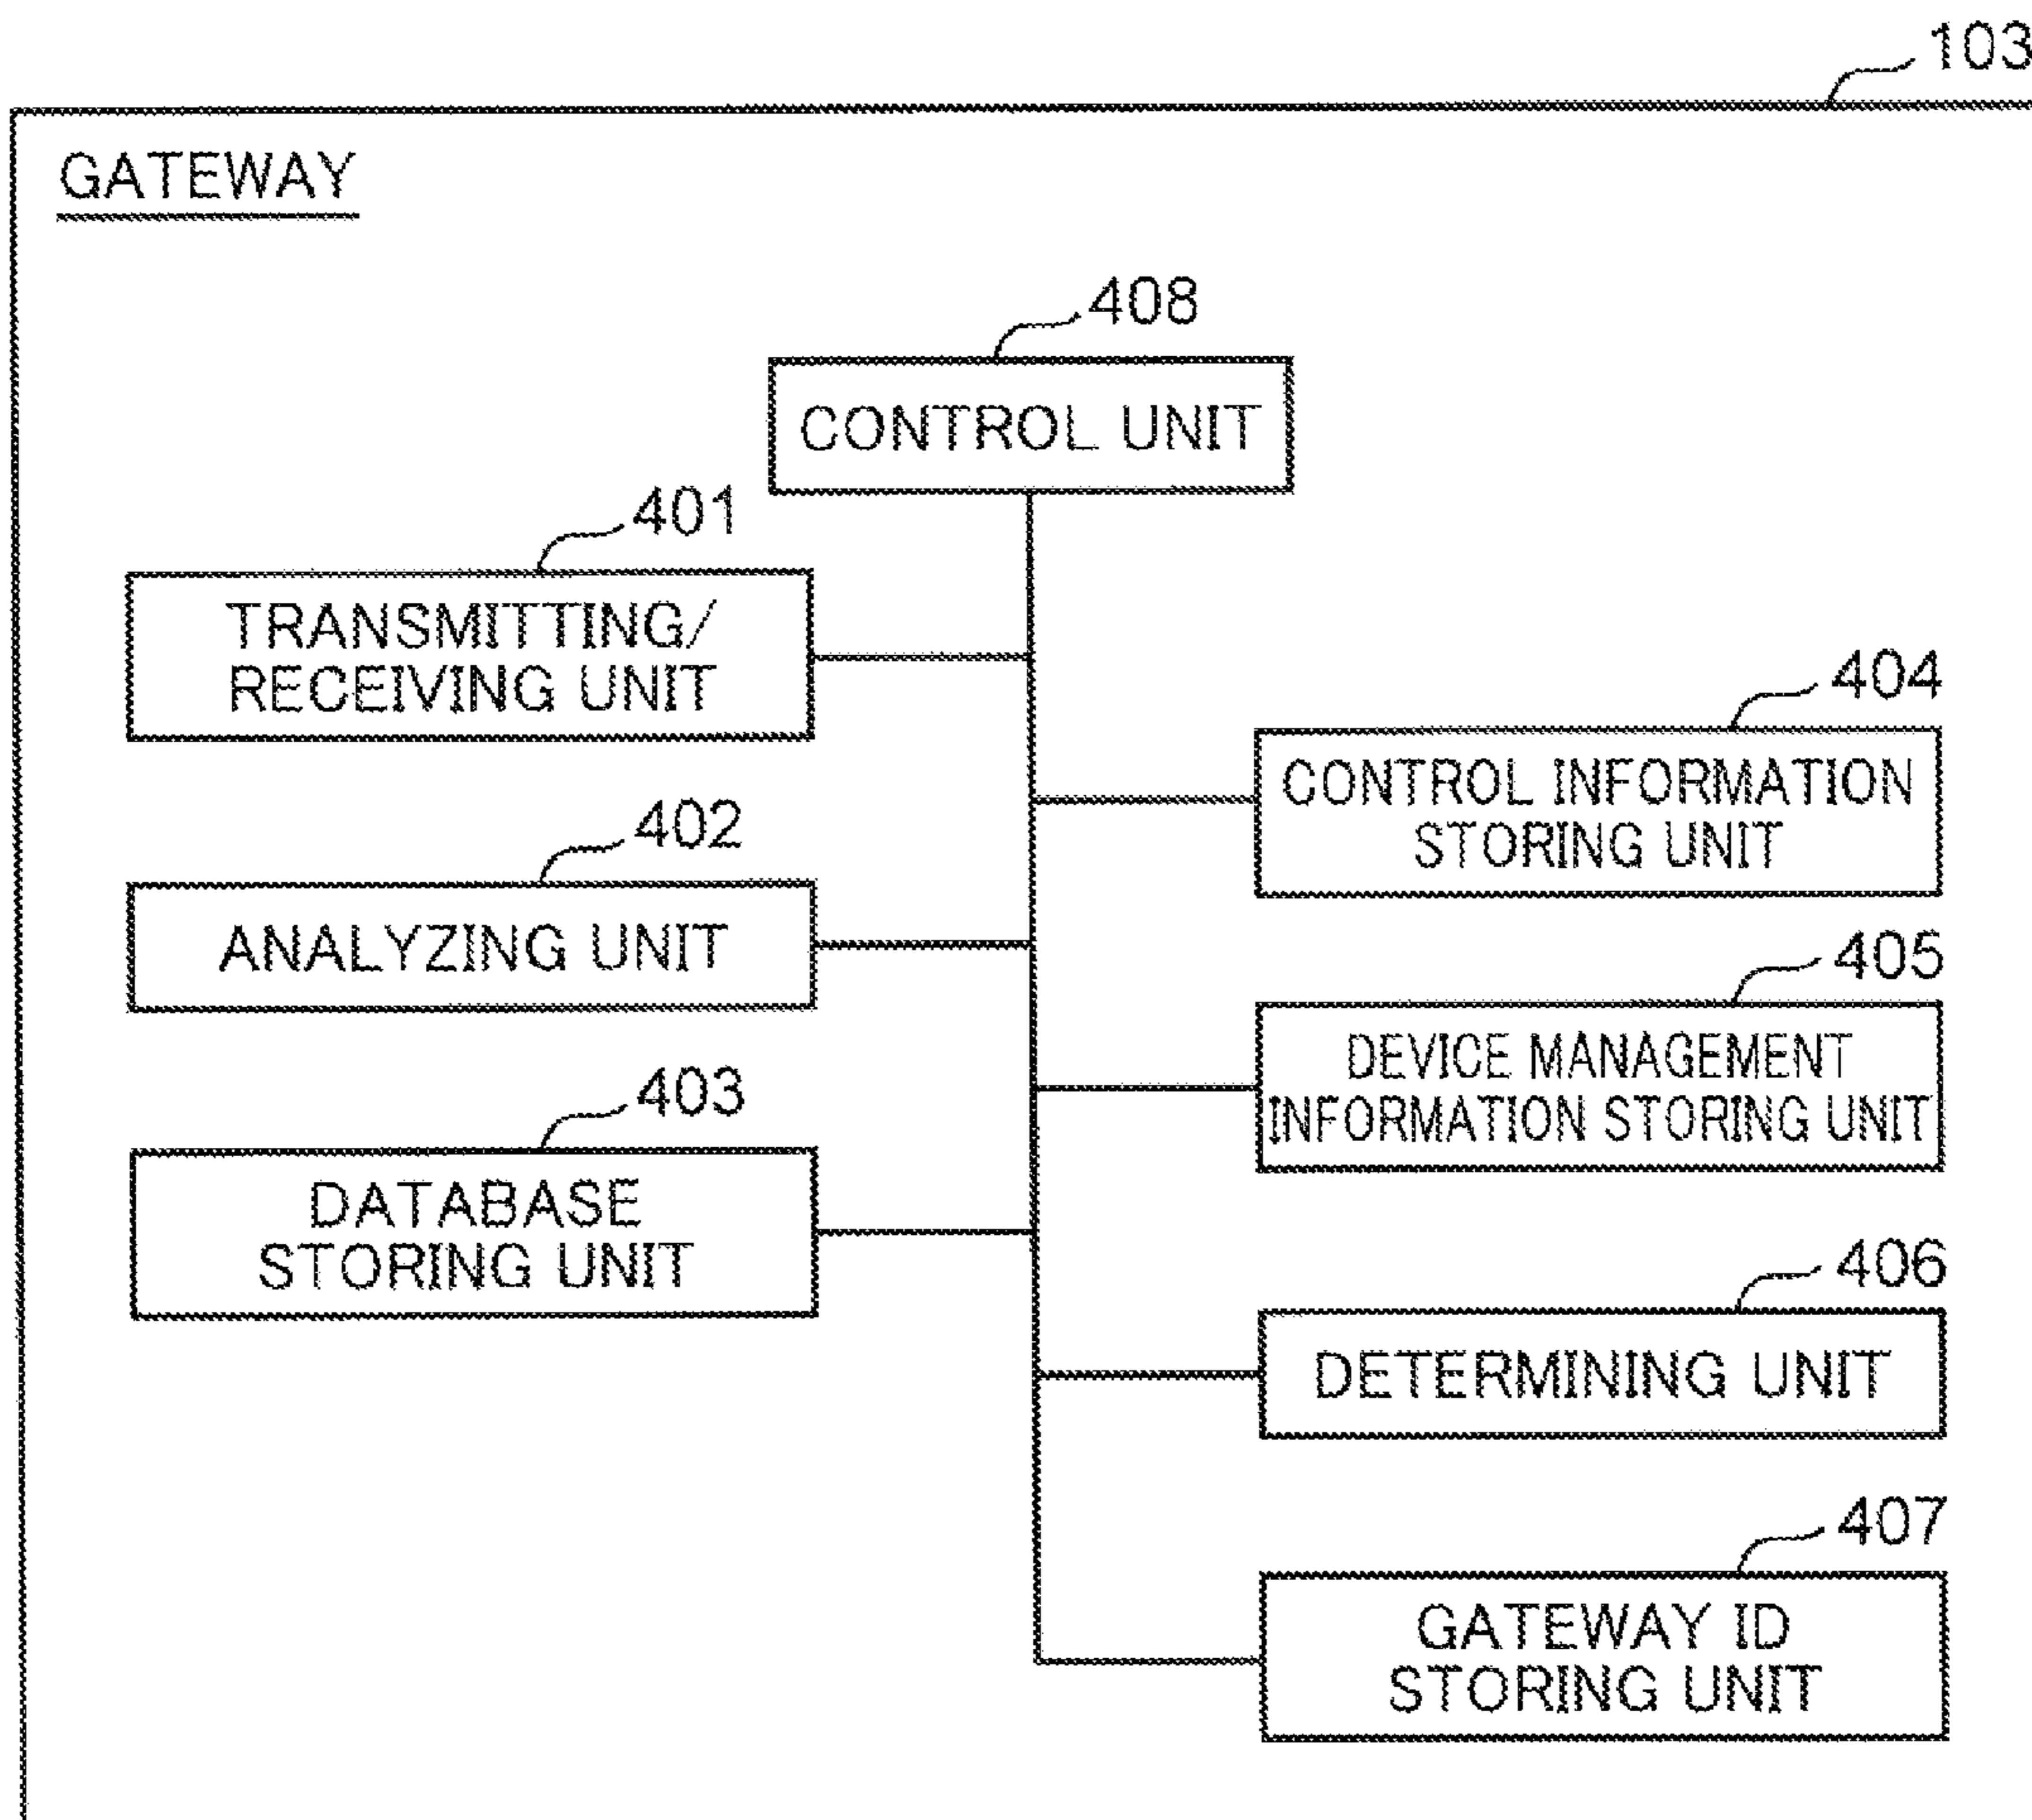 103
GATEWAY
408
CONTROL UNIT
401
TRANSMITTING/
RECEIVING UNIT
404
CONTROL INFORMATION
STORING UNIT
402
ANALYZING UNIT
405
DEVICE MANAGEMENT
INFORMATION STORING UNIT
403
DATABASE
STORING UNIT
406
DETERMINING UNIT
407
GATEWAY ID
STORING UNIT